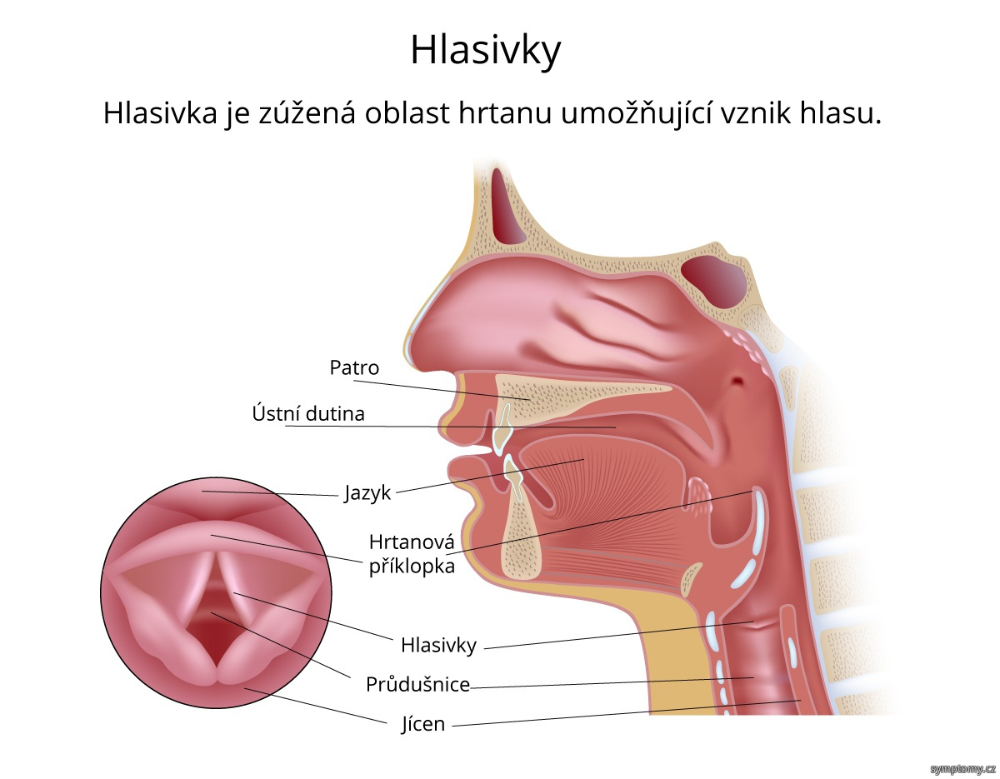 Hlasivky
Hlasivka je zúžená oblast hrtanu umožňující vznik hlasu.
Patro
Ústní dutina
Jazyk
Hrtanová
příklopka
Hlasivky
Průdušnice
Jícen
symptomy.cz